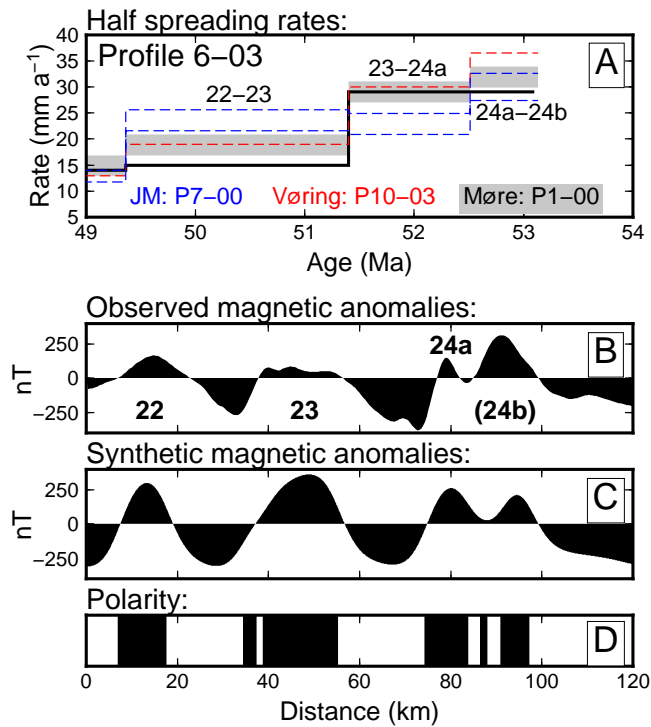 Half spreading rates:
Profile 6−03
A
40
35
30
25
20
15
10
5
Rate (mm a⁻¹)
22−23
23−24a
24a−24b
JM: P7−00
Vøring: P10−03
Møre: P1−00
49 50 51 52 53 54
Age (Ma)
Observed magnetic anomalies:
B
250
0
−250
nT
22
23
24a
(24b)
Synthetic magnetic anomalies:
C
250
0
−250
nT
Polarity:
D
0 20 40 60 80 100 120
Distance (km)